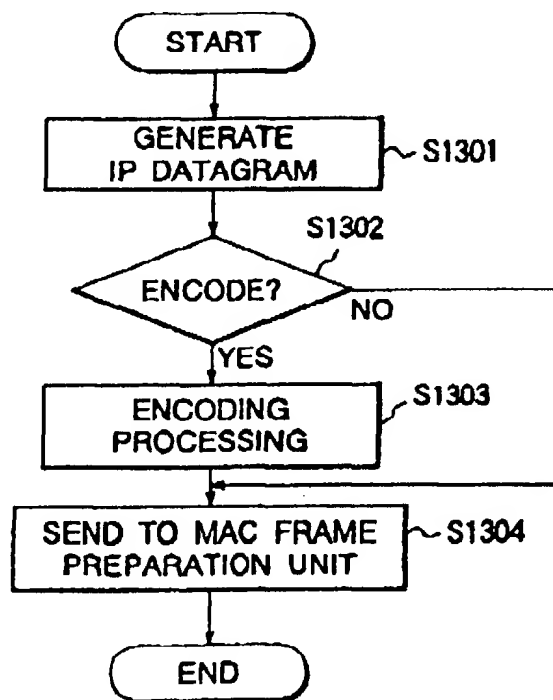 START
GENERATE
IP DATAGRAM
S1301
S1302
ENCODE?
NO
YES
ENCODING
PROCESSING
S1303
SEND TO MAC FRAME
PREPARATION UNIT
S1304
END